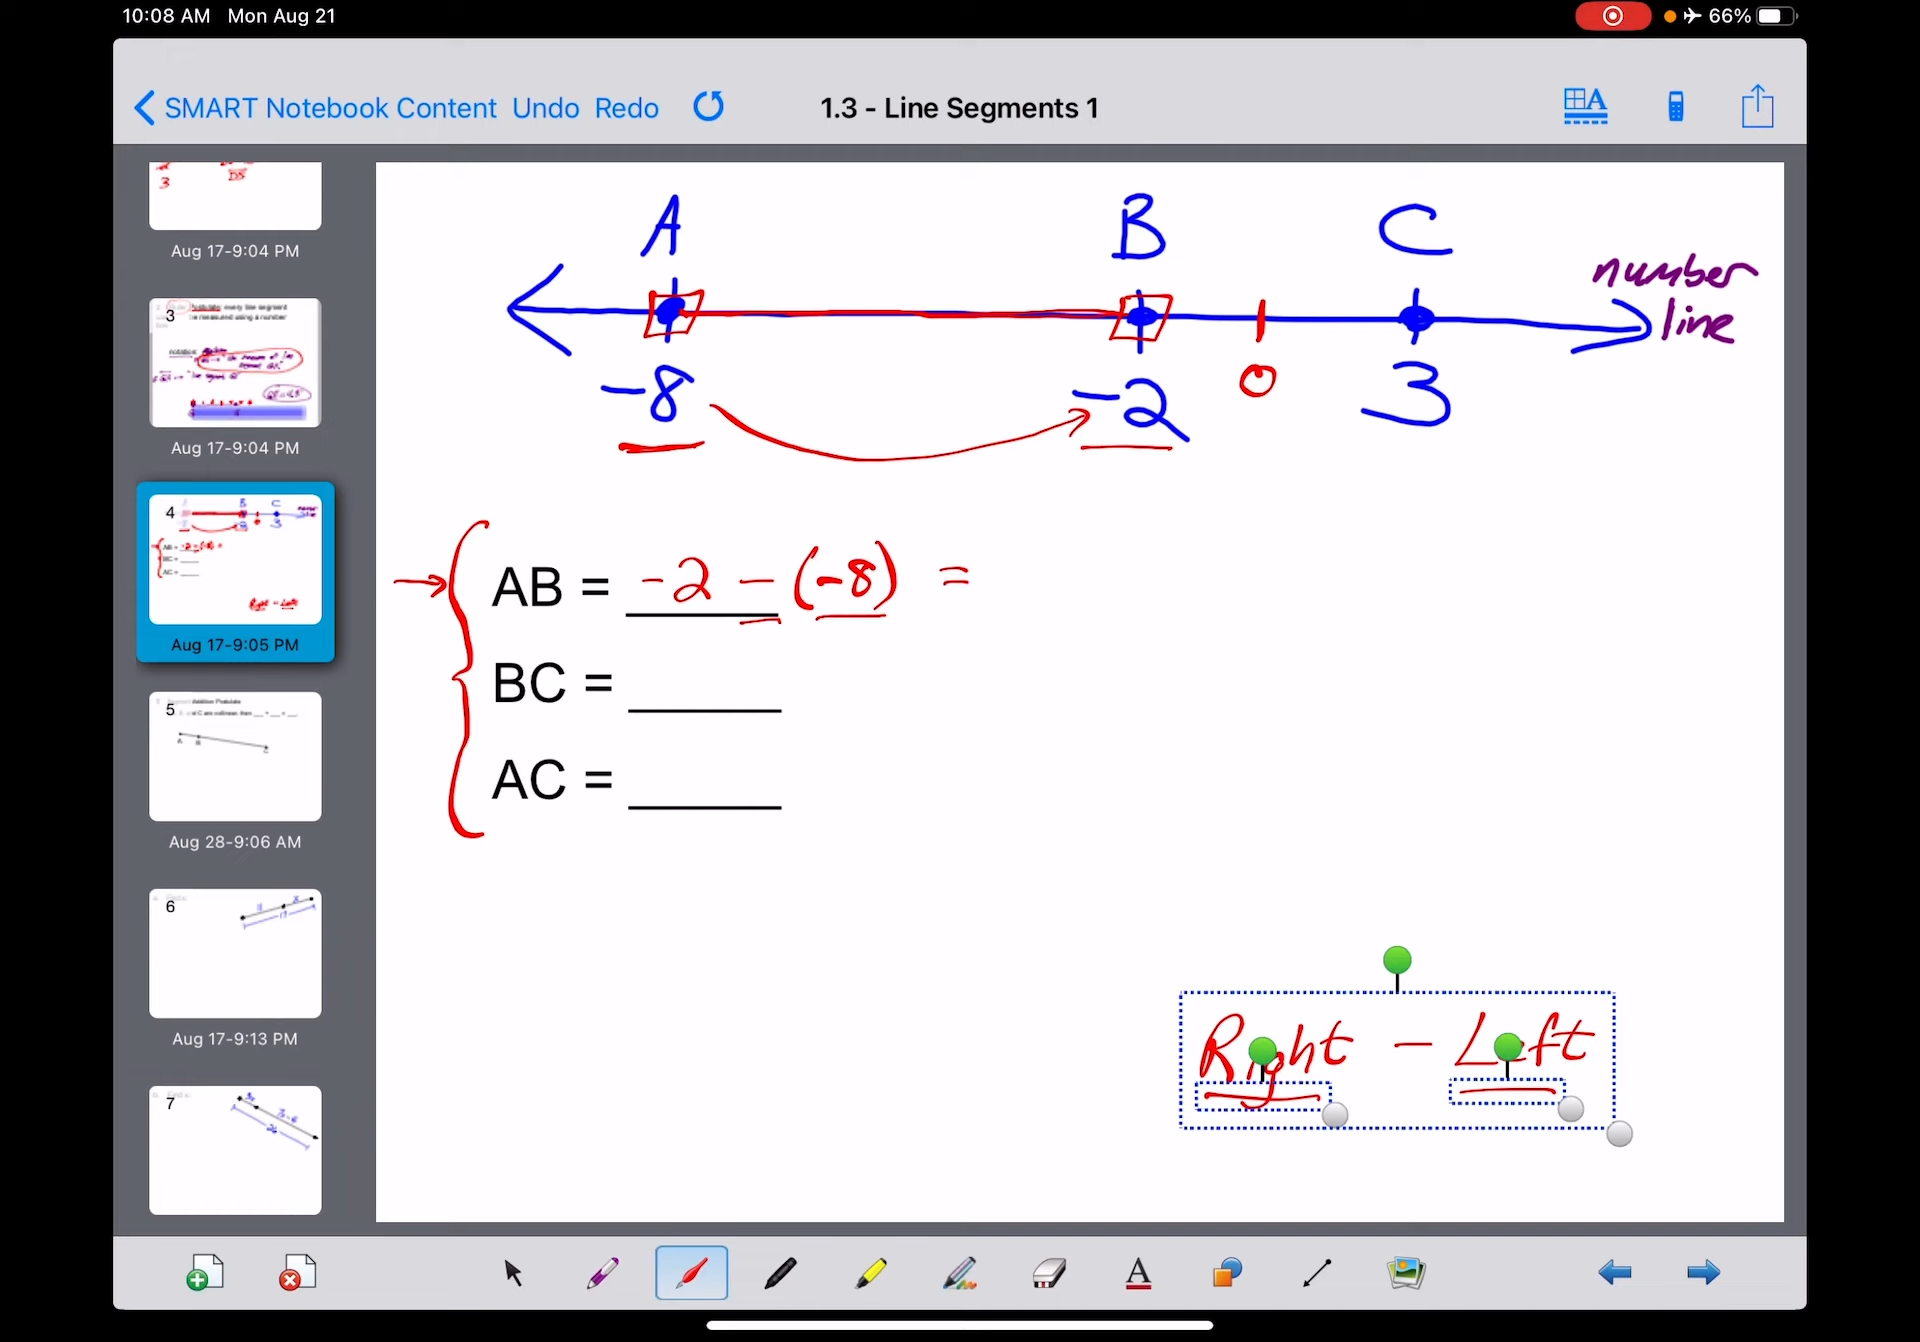 10:08 AM Mon Aug 21
66%
SMART Notebook Content Undo Redo
1.3 - Line Segments 1
Aug 17-9:04 PM
3
Aug 17-9:04 PM
4
Aug 17-9:05 PM
5
Aug 28-9:06 AM
6
Aug 17-9:13 PM
7
A B C
number
line
-8 -2 0 3
AB = -2 - (-8) =
BC = ______
AC = ______
Right - Left